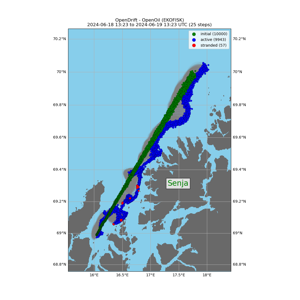 OpenDrift - OpenOil (EKOFISK)
2024-06-18 13:23 to 2024-06-19 13:23 UTC (25 steps)
initial (10000)
active (9943)
stranded (57)
70.2°N
70.2°N
70°N
70°N
69.8°N
69.8°N
69.6°N
69.6°N
69.4°N
69.4°N
Senja
69.2°N
69.2°N
69°N
69°N
68.8°N
68.8°N
16°E
16.5°E
17°E
17.5°E
18°E